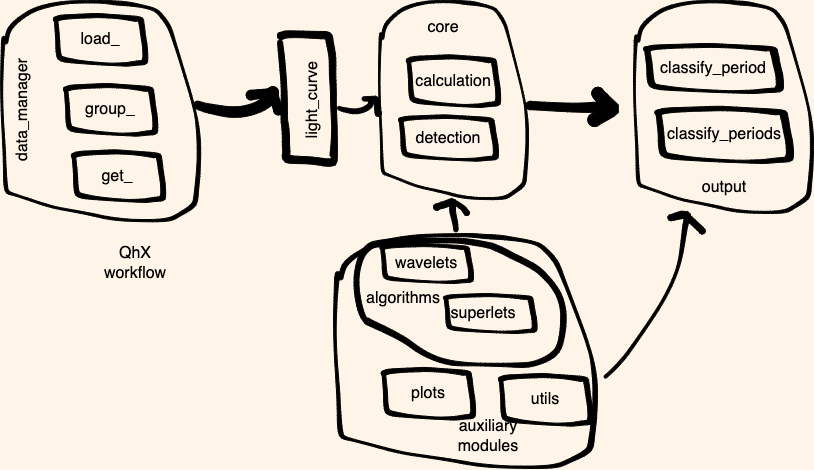 data_manager
load_
group_
get_
light_curve
core
calculation
detection
classify_period
classify_periods
output
QhX
workflow
wavelets
algorithms
superlets
plots
utils
auxiliary
modules